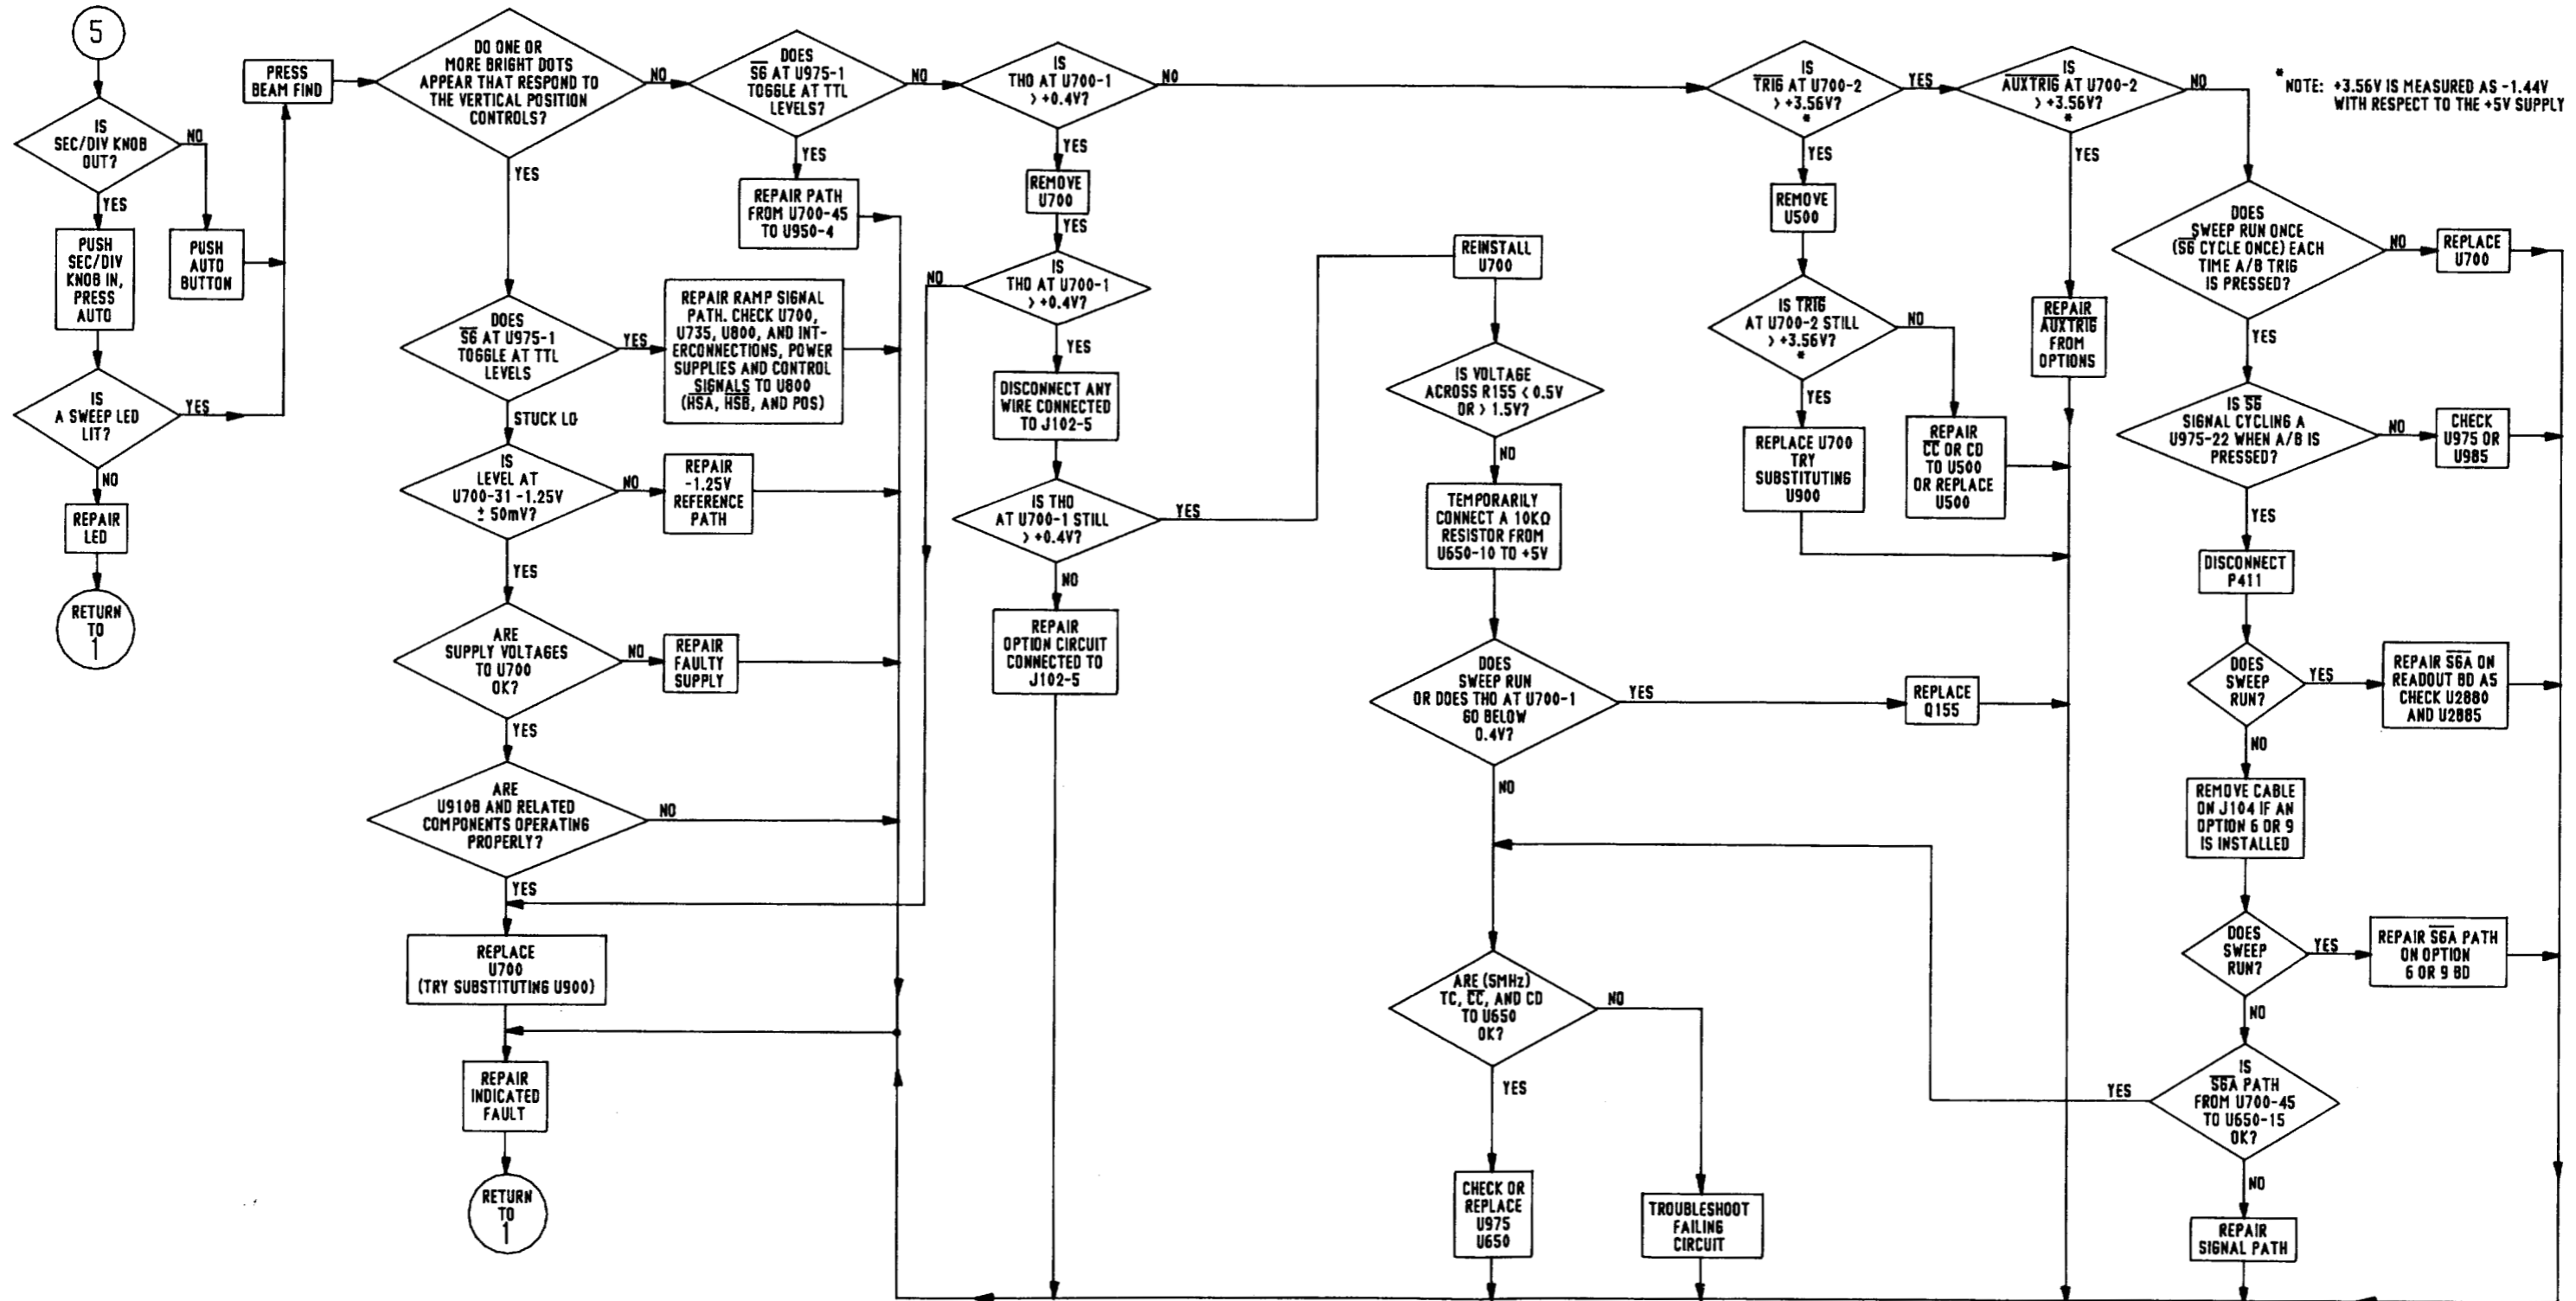 5
IS
SEC/DIV KNOB
OUT?
NO
YES
PUSH
SEC/DIV
KNOB IN,
PRESS
AUTO
PUSH
AUTO
BUTTON
IS
A SWEEP LED
LIT?
YES
NO
REPAIR
LED
RETURN
TO
1
PRESS
BEAM FIND
DO ONE OR
MORE BRIGHT DOTS
APPEAR THAT RESPOND TO
THE VERTICAL POSITION
CONTROLS?
NO
YES
DOES
S̅G̅ AT U975-1
TOGGLE AT TTL
LEVELS
YES
REPAIR RAMP SIGNAL
PATH. CHECK U700,
U735, U800, AND INT-
ERCONNECTIONS, POWER
SUPPLIES AND CONTROL
SIGNALS TO U800
(H̅S̅A̅, H̅S̅B̅, AND POS)
STUCK LO
IS
LEVEL AT
U700-31 -1.25V
± 50mV?
NO
REPAIR
-1.25V
REFERENCE
PATH
YES
ARE
SUPPLY VOLTAGES
TO U700
OK?
NO
REPAIR
FAULTY
SUPPLY
YES
ARE
U910B AND RELATED
COMPONENTS OPERATING
PROPERLY?
NO
YES
REPLACE
U700
(TRY SUBSTITUTING U900)
REPAIR
INDICATED
FAULT
RETURN
TO
1
DOES
S̅G̅ AT U975-1
TOGGLE AT TTL
LEVELS?
NO
YES
REPAIR PATH
FROM U700-45
TO U950-4
IS
THO AT U700-1
> +0.4V?
NO
YES
REMOVE
U700
YES
IS
THO AT U700-1
> +0.4V?
NO
YES
DISCONNECT ANY
WIRE CONNECTED
TO J102-5
IS THO
AT U700-1 STILL
> +0.4V?
YES
NO
REPAIR
OPTION CIRCUIT
CONNECTED TO
J102-5
REINSTALL
U700
IS VOLTAGE
ACROSS R155 < 0.5V
OR > 1.5V?
NO
TEMPORARILY
CONNECT A 10KΩ
RESISTOR FROM
U650-10 TO +5V
DOES
SWEEP RUN
OR DOES THO AT U700-1
GO BELOW
0.4V?
YES
REPLACE
Q155
NO
ARE (5MHz)
TC, C̅C̅, AND CD
TO U650
OK?
NO
YES
CHECK OR
REPLACE
U975
U650
TROUBLESHOOT
FAILING
CIRCUIT
IS
T̅R̅I̅G̅ AT U700-2
> +3.56V?
*
YES
YES
REMOVE
U500
IS T̅R̅I̅G̅
AT U700-2 STILL
> +3.56V?
*
NO
YES
REPLACE U700
TRY
SUBSTITUTING
U900
REPAIR
C̅C̅ OR CD
TO U500
OR REPLACE
U500
IS
A̅U̅X̅T̅R̅I̅G̅ AT U700-2
> +3.56V?
*
NO
YES
REPAIR
A̅U̅X̅T̅R̅I̅G̅
FROM
OPTIONS
* NOTE: +3.56V IS MEASURED AS -1.44V
WITH RESPECT TO THE +5V SUPPLY
DOES
SWEEP RUN ONCE
(S̅G̅ CYCLE ONCE) EACH
TIME A/B TRIG
IS PRESSED?
NO
REPLACE
U700
YES
IS S̅G̅
SIGNAL CYCLING A
U975-22 WHEN A/B IS
PRESSED?
NO
CHECK
U975 OR
U985
YES
DISCONNECT
P411
DOES
SWEEP
RUN?
YES
REPAIR S̅G̅A̅ ON
READOUT BD A5
CHECK U2880
AND U2885
NO
REMOVE CABLE
ON J104 IF AN
OPTION 6 OR 9
IS INSTALLED
DOES
SWEEP
RUN?
YES
REPAIR S̅G̅A̅ PATH
ON OPTION
6 OR 9 BD
NO
IS
S̅G̅A̅ PATH
FROM U700-45
TO U650-15
OK?
YES
NO
REPAIR
SIGNAL PATH